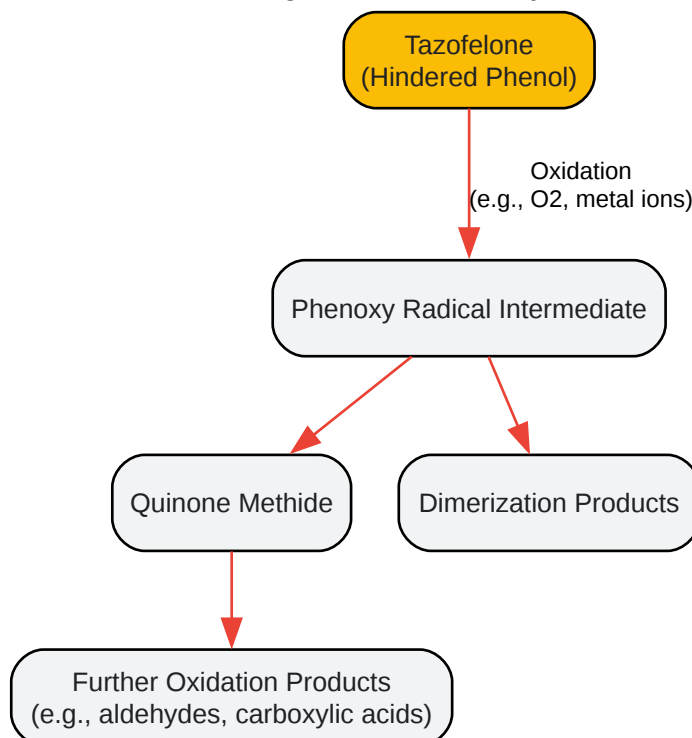 Tazofelone
(Hindered Phenol)
Oxidation
(e.g., O2, metal ions)
Phenoxy Radical Intermediate
Quinone Methide
Dimerization Products
Further Oxidation Products
(e.g., aldehydes, carboxylic acids)